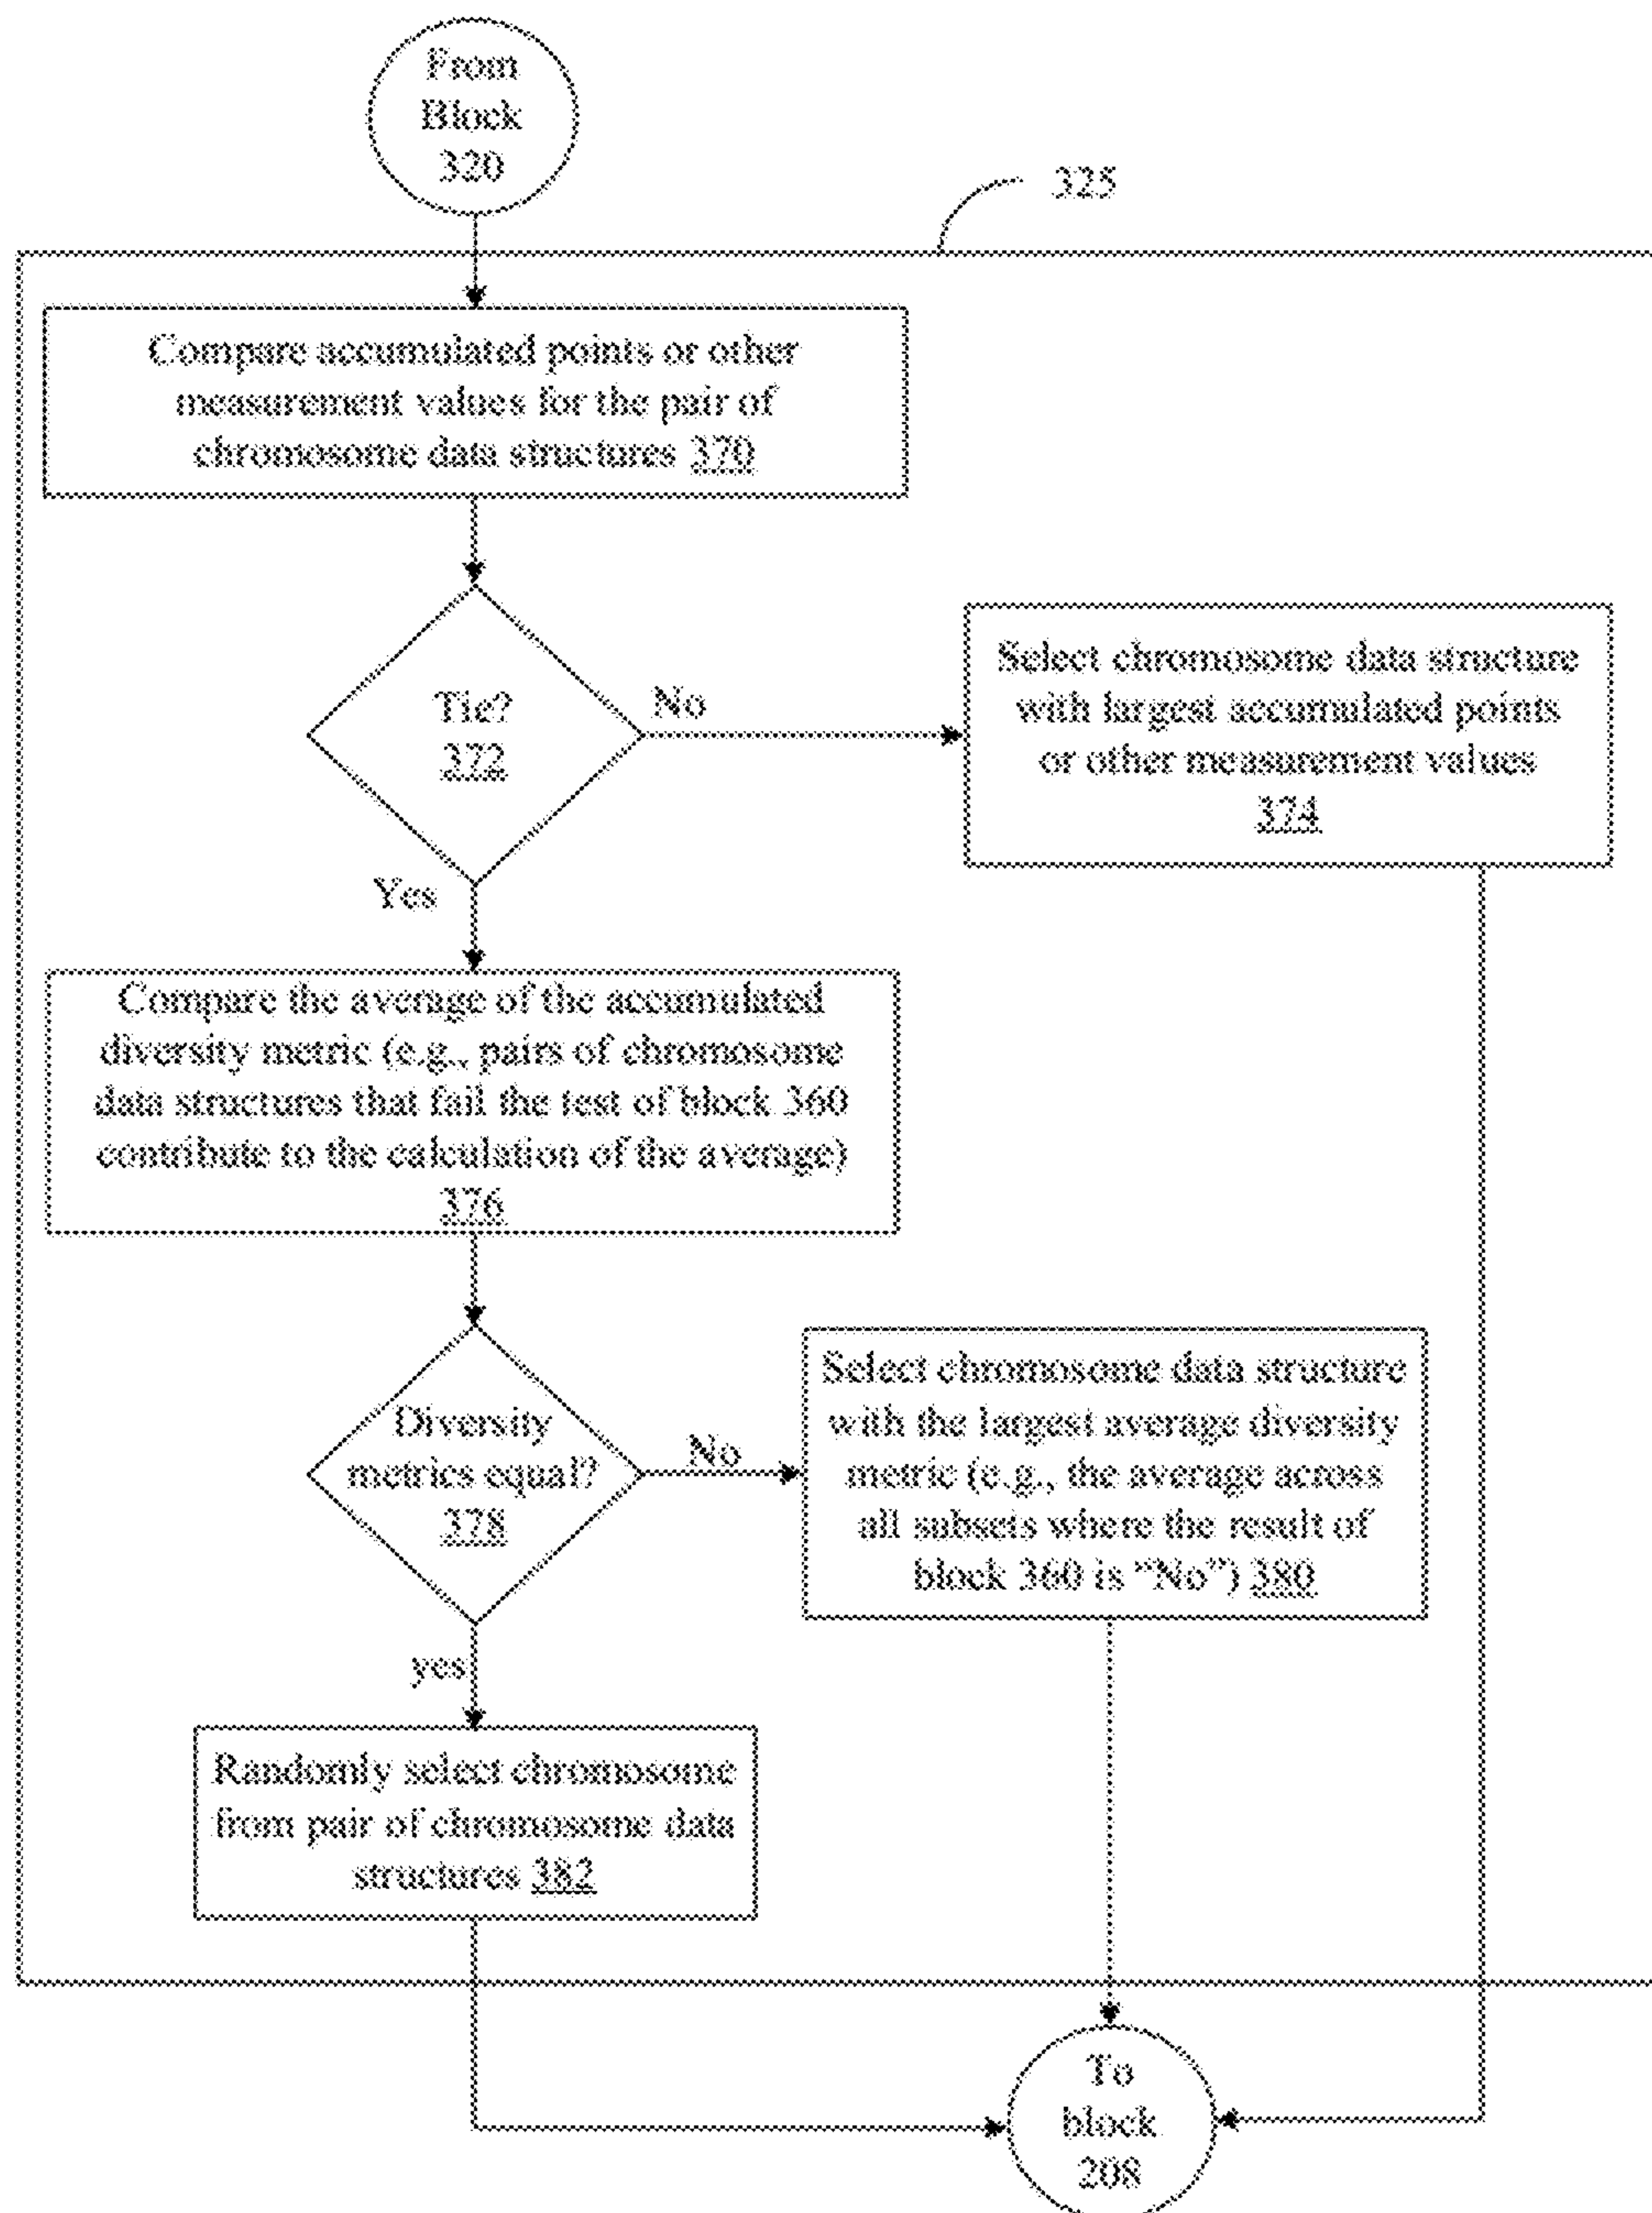 From
Block
320
325
Compare accumulated points or other
measurement values for the pair of
chromosome data structures 370
Tie?
372
No
Select chromosome data structure
with largest accumulated points
or other measurement values
374
Yes
Compare the average of the accumulated
diversity metric (e.g., pairs of chromosome
data structures that fail the test of block 360
contribute to the calculation of the average)
376
Diversity
metrics equal?
378
No
Select chromosome data structure
with the largest average diversity
metric (e.g., the average across
all subsets where the result of
block 360 is “No”) 380
yes
Randomly select chromosome
from pair of chromosome data
structures 382
To
block
208